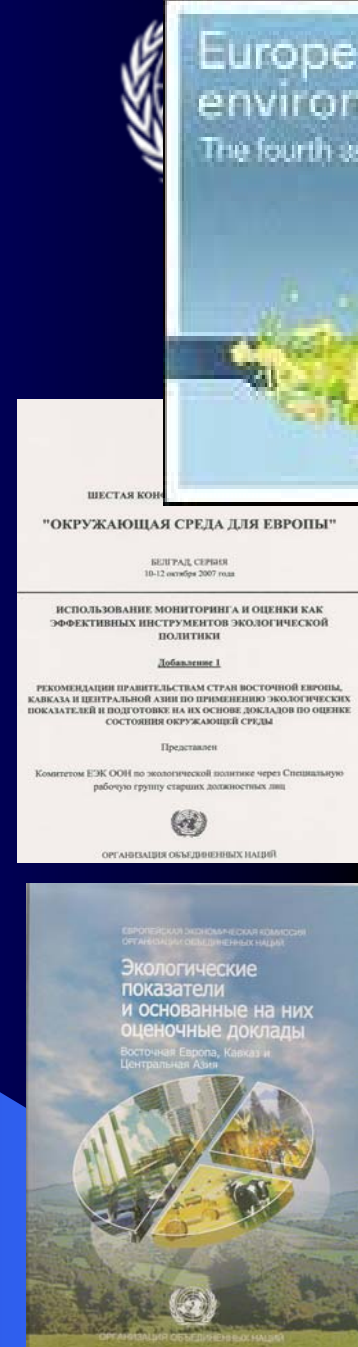 Europe
environ
The fourth as
ШЕСТАЯ КОН
"ОКРУЖАЮЩАЯ СРЕДА ДЛЯ ЕВРОПЫ"
БЕЛГРАД, СЕРБИЯ
10-12 октября 2007 года
ИСПОЛЬЗОВАНИЕ МОНИТОРИНГА И ОЦЕНКИ КАК
ЭФФЕКТИВНЫХ ИНСТРУМЕНТОВ ЭКОЛОГИЧЕСКОЙ
ПОЛИТИКИ
Добавление 1
РЕКОМЕНДАЦИИ ПРАВИТЕЛЬСТВАМ СТРАН ВОСТОЧНОЙ ЕВРОПЫ,
КАВКАЗА И ЦЕНТРАЛЬНОЙ АЗИИ ПО ПРИМЕНЕНИЮ ЭКОЛОГИЧЕСКИХ
ПОКАЗАТЕЛЕЙ И ПОДГОТОВКЕ НА ИХ ОСНОВЕ ДОКЛАДОВ ПО ОЦЕНКЕ
СОСТОЯНИЯ ОКРУЖАЮЩЕЙ СРЕДЫ
Представлен
Комитетом ЕЭК ООН по экологической политике через Специальную
рабочую группу старших должностных лиц
ОРГАНИЗАЦИЯ ОБЪЕДИНЕННЫХ НАЦИЙ
ЕВРОПЕЙСКАЯ ЭКОНОМИЧЕСКАЯ КОМИССИЯ
ОРГАНИЗАЦИИ ОБЪЕДИНЕННЫХ НАЦИЙ
Экологические
показатели
и основанные на них
оценочные доклады
Восточная Европа, Кавказ и
Центральная Азия
ОРГАНИЗАЦИЯ ОБЪЕДИНЕННЫХ НАЦИЙ